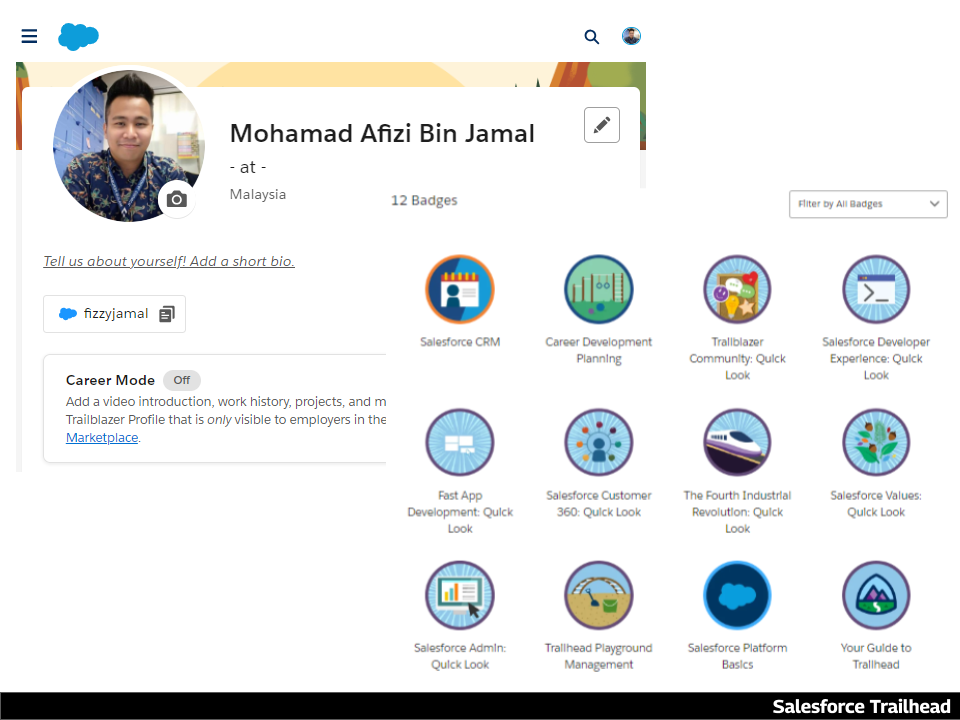 Mohamad Afizi Bin Jamal
- at -
Malaysia
12 Badges
Filter by All Badges
Tell us about yourself! Add a short bio.
fizzyjamal
Career Mode Off
Add a video introduction, work history, projects, and m
Trailblazer Profile that is only visible to employers in the
Marketplace.
Salesforce CRM
Career Development
Planning
Trailblazer
Community: Quick
Look
Salesforce Developer
Experience: Quick
Look
Fast App
Development: Quick
Look
Salesforce Customer
360: Quick Look
The Fourth Industrial
Revolution: Quick
Look
Salesforce Values:
Quick Look
Salesforce Admin:
Quick Look
Trailhead Playground
Management
Salesforce Platform
Basics
Your Guide to
Trailhead
Salesforce Trailhead